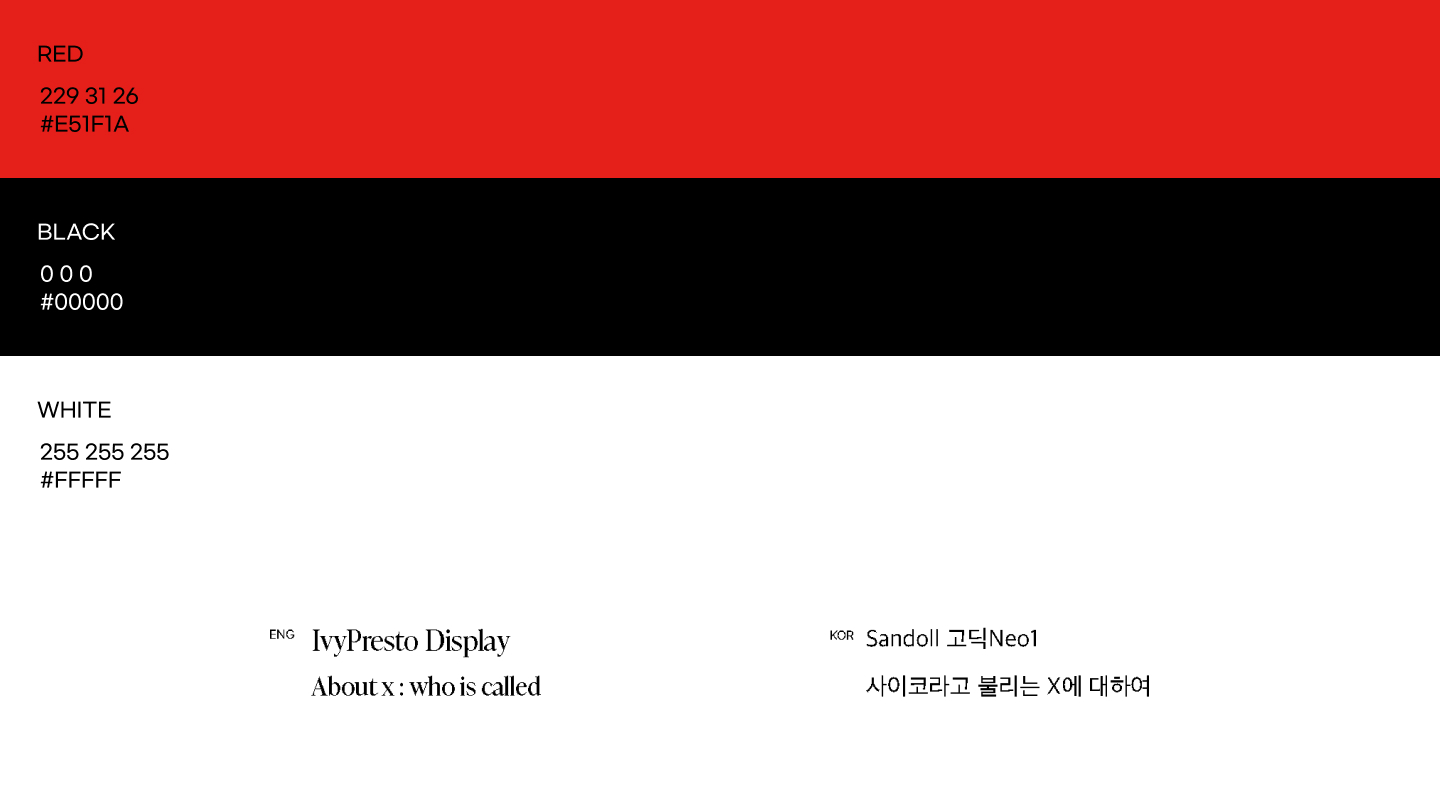 RED
229 31 26
#E51F1A
BLACK
0 0 0
#00000
WHITE
255 255 255
#FFFFF
ENG IvyPresto Display
About x : who is called
KOR Sandoll 고딕Neo1
사이코라고 불리는 X에 대하여